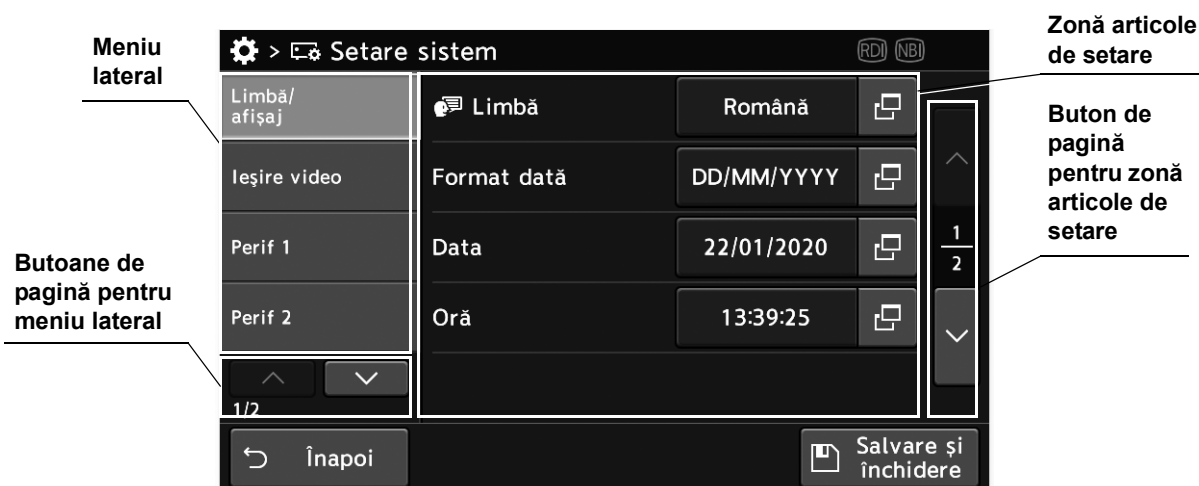 Meniu
lateral
Butoane de
pagină pentru
meniu lateral
> Setare sistem
RDI NBI
Limbă/
afișaj
Ieșire video
Perif 1
Perif 2
1/2
Limbă Română
Format dată DD/MM/YYYY
Data 22/01/2020
Oră 13:39:25
1
2
Înapoi
Salvare și
închidere
Zonă articole
de setare
Buton de
pagină
pentru zonă
articole de
setare